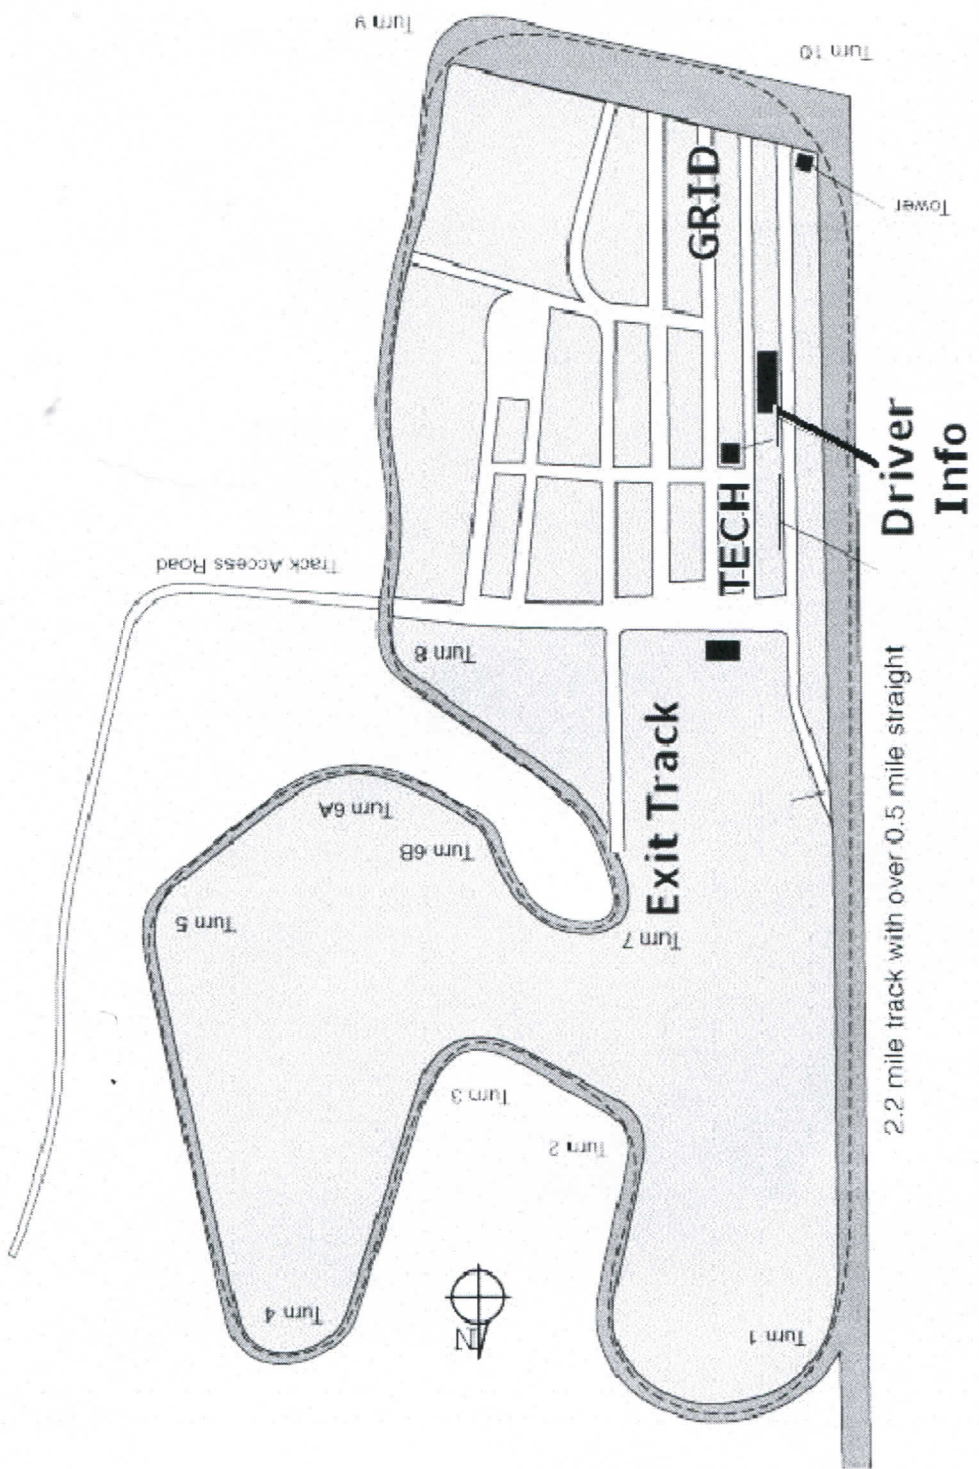 Turn 9
Turn 10
Tower
GRID
Driver
Info
TECH
Track Access Road
Turn 8
Exit Track
2.2 mile track with over 0.5 mile straight
Turn 6A
Turn 6B
Turn 5
Turn 7
Turn 3
Turn 2
Turn 4
N
Turn 1